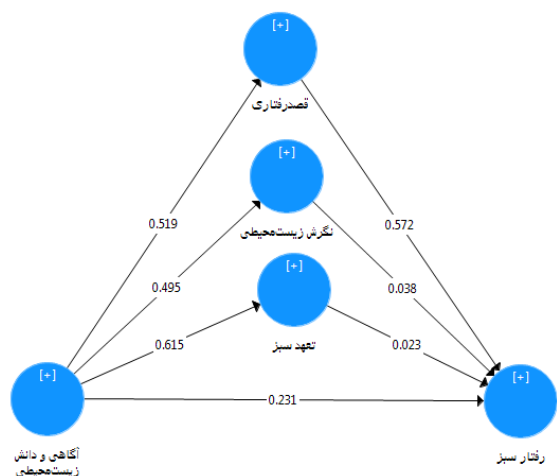 [+]
قصدرفتاری
[+]
0.519
0.572
نگرش زیست‌محیطی
0.495
[+]
0.038
0.615
تعهد سبز
0.023
[+]
0.231
[+]
آگاهی و دانش
زیست‌محیطی
رفتار سبز